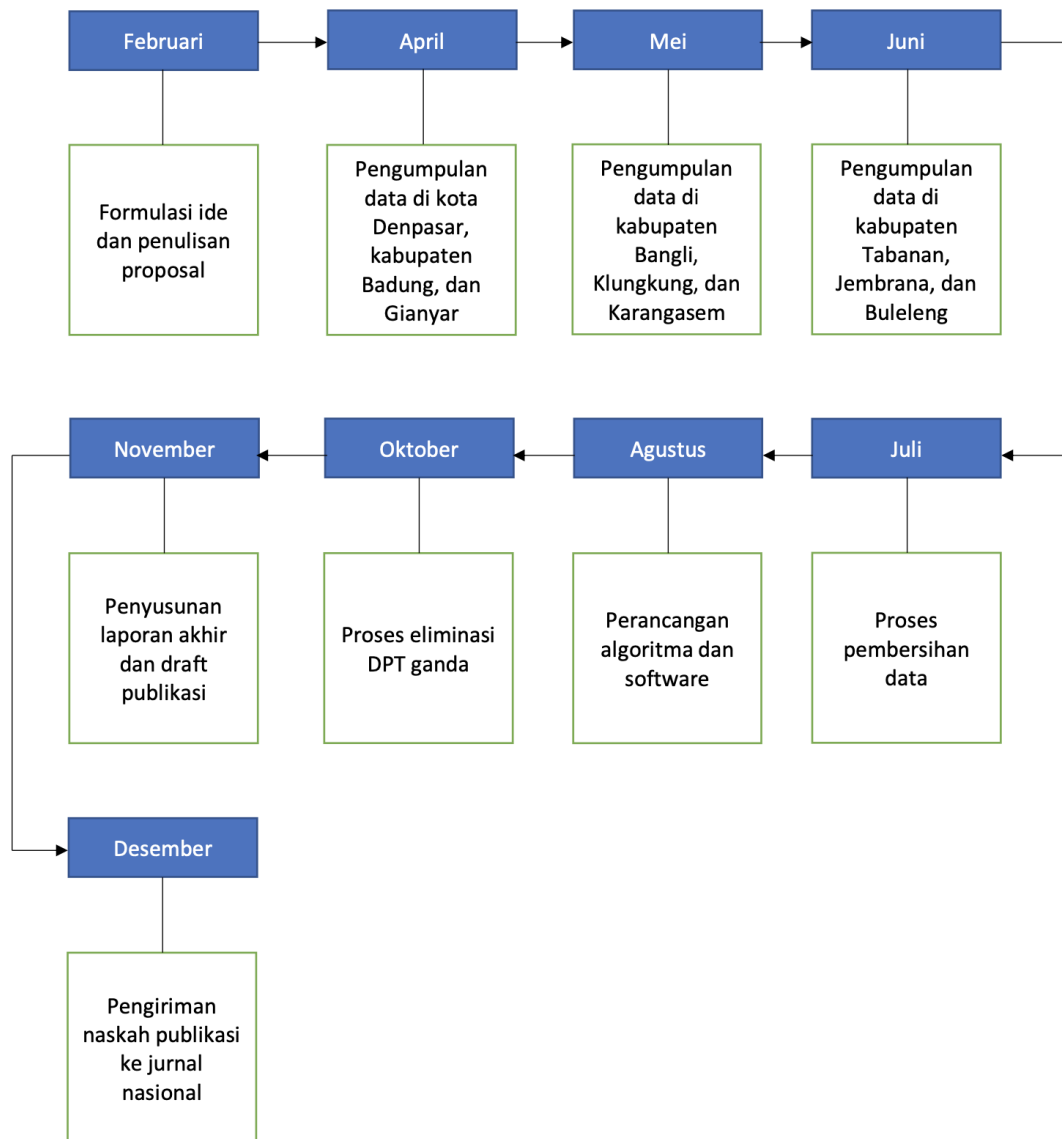 Februari
April
Mei
Juni
Formulasi ide
dan penulisan
proposal
Pengumpulan
data di kota
Denpasar,
kabupaten
Badung, dan
Gianyar
Pengumpulan
data di
kabupaten
Bangli,
Klungkung, dan
Karangasem
Pengumpulan
data di
kabupaten
Tabanan,
Jembrana, dan
Buleleng
November
Oktober
Agustus
Juli
Penyusunan
laporan akhir
dan draft
publikasi
Proses eliminasi
DPT ganda
Perancangan
algoritma dan
software
Proses
pembersihan
data
Desember
Pengiriman
naskah publikasi
ke jurnal
nasional